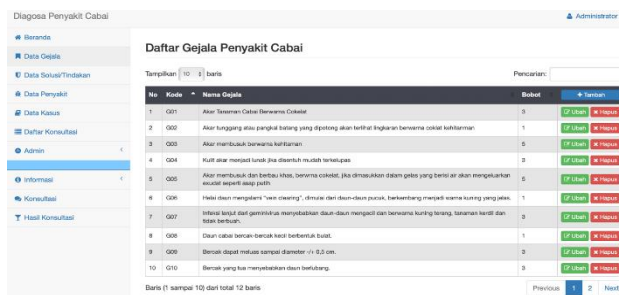 Diagosa Penyakit Cabai
Administrator
Beranda
Data Gejala
Data Solusi/Tindakan
Data Penyakit
Data Kasus
Daftar Konsultasi
Admin
Informasi
Konsultasi
Hasil Konsultasi
Daftar Gejala Penyakit Cabai
Tampilkan 10 baris
Pencarian:
No Kode Nama Gejala Bobot + Tambah
1 G01 Akar Tanaman Cabai Berwarna Cokelat 3 Ubah Hapus
2 G02 Akar tunggang atau pangkal batang yang dipotong akan terlihat lingkaran berwarna coklat kehitaman 1 Ubah Hapus
3 G03 Akar membusuk berwarna kehitaman 5 Ubah Hapus
4 G04 Kulit akar menjadi lunak jika disentuh mudah terkelupas 3 Ubah Hapus
5 G05 Akar membusuk dan berbau khas, berwrna cokelat, jika dimasukkan dalam gelas yang berisi air akan mengeluarkan 5 Ubah Hapus
exudat seperti asap putih
6 G06 Helai daun mengalami "vein clearing", dimulai dari daun-daun pucuk, berkembang menjadi warna kuning yang jelas. 1 Ubah Hapus
7 G07 Infeksi lanjut dari geminivirus menyebabkan daun-daun mengecil dan berwarna kuning terang, tanaman kerdil dan 3 Ubah Hapus
tidak berbuah.
8 G08 Daun cabai bercak-bercak kecil berbentuk bulat. 1 Ubah Hapus
9 G09 Bercak dapat meluas sampai diameter -/+ 0,5 cm. 3 Ubah Hapus
10 G10 Bercak yang tua menyebabkan daun berlubang. 3 Ubah Hapus
Baris (1 sampai 10) dari total 12 baris
Previous 1 2 Next